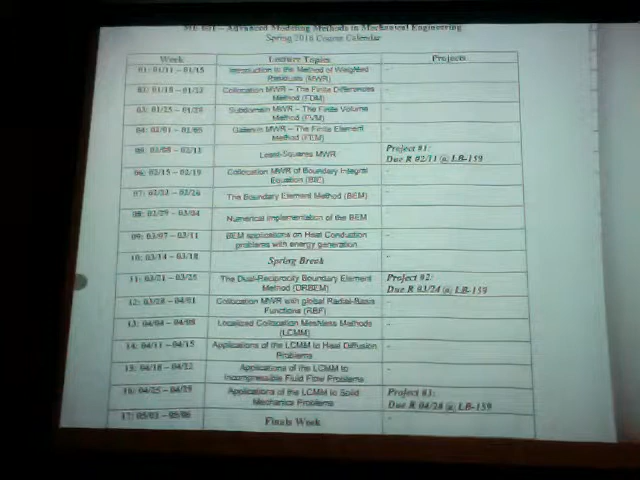 ME-691 – Advanced Modeling Methods in Mechanical Engineering
Spring 2016 Course Calendar
Week Lecture Topics Projects
01: 01/11 – 01/15 Introduction to the Method of Weighted
Residuals (MWR) -
02: 01/18 – 01/22 Collocation MWR – The Finite Differences
Method (FDM) -
03: 01/25 – 01/29 Subdomain MWR – The Finite Volume
Method (FVM) -
04: 02/01 – 02/05 Galerkin MWR – The Finite Element
Method (FEM) -
05: 02/08 – 02/12 Least-Squares MWR Project #1:
Due R 02/11 @ LB-159
06: 02/15 – 02/19 Collocation MWR of Boundary Integral
Equation (BIE) -
07: 02/22 – 02/26 The Boundary Element Method (BEM) -
08: 02/29 – 03/04 Numerical Implementation of the BEM -
09: 03/07 – 03/11 BEM applications on Heat Conduction
problems with energy generation -
10: 03/14 – 03/18 Spring Break -
11: 03/21 – 03/25 The Dual-Reciprocity Boundary Element
Method (DRBEM) Project #2:
Due R 03/24 @ LB-159
12: 03/28 – 04/01 Collocation MWR with global Radial-Basis
Functions (RBF) -
13: 04/04 – 04/08 Localized Collocation Meshless Methods
(LCMM) -
14: 04/11 – 04/15 Applications of the LCMM to Heat Diffusion
Problems -
15: 04/18 – 04/22 Applications of the LCMM to
Incompressible Fluid Flow Problems -
16: 04/25 – 04/29 Applications of the LCMM to Solid
Mechanics Problems Project #3:
Due R 04/28 @ LB-159
17: 05/02 – 05/06 Finals Week -